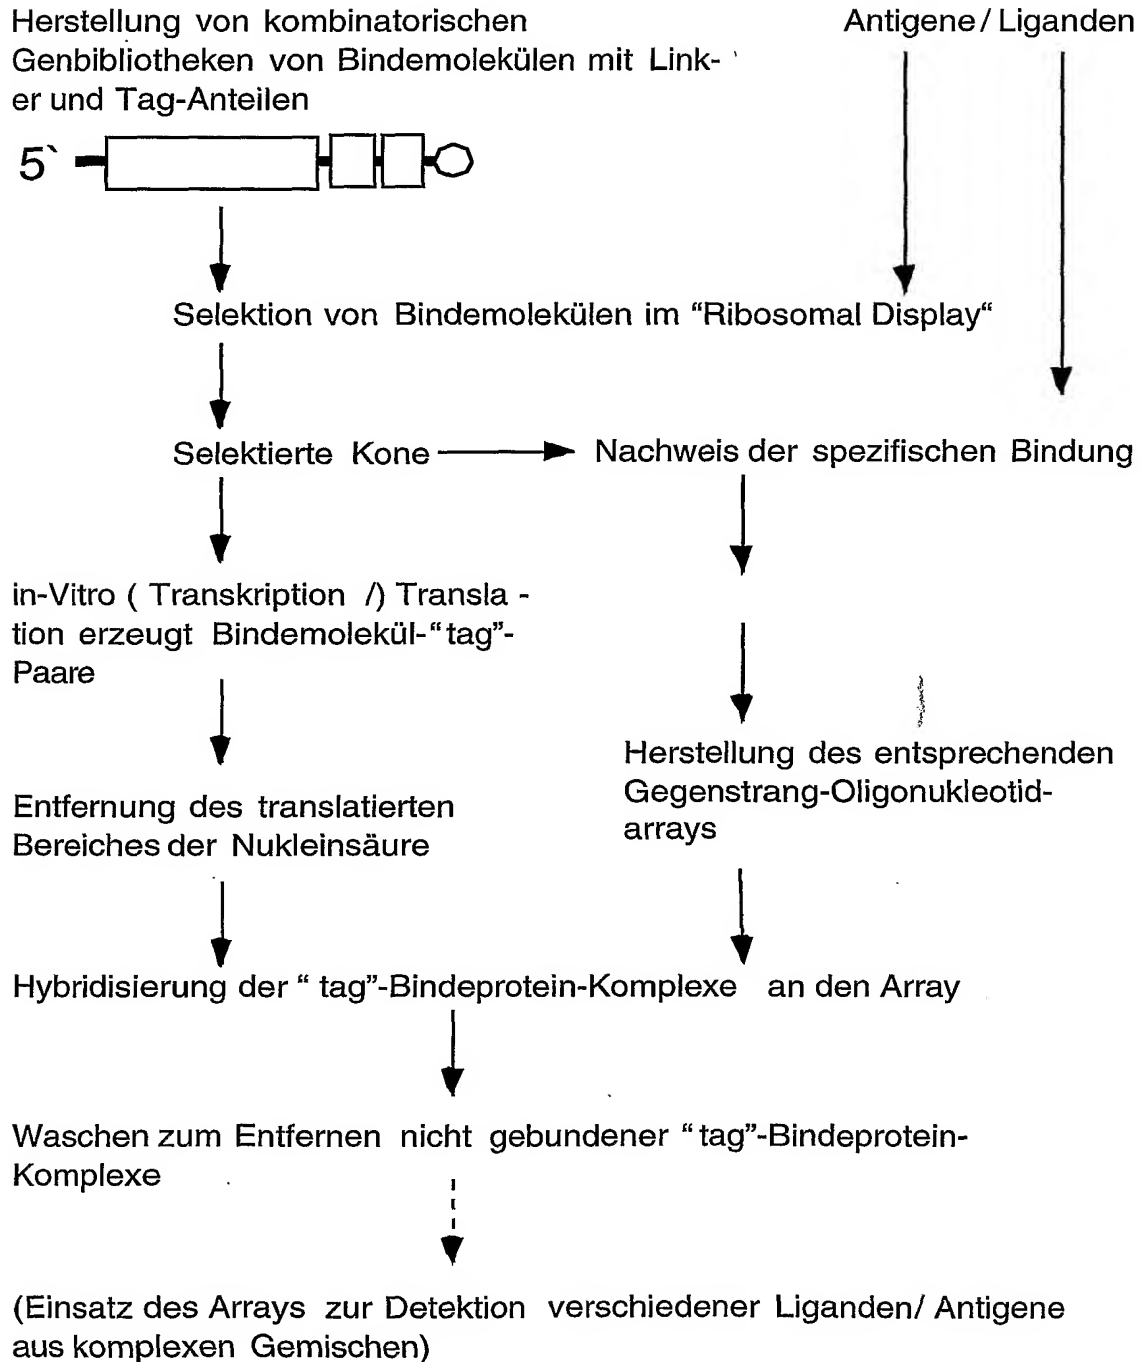 Herstellung von kombinatorischen
Genbibliotheken von Bindemolekülen mit Link-
er und Tag-Anteilen
Antigene / Liganden
5`
Selektion von Bindemolekülen im "Ribosomal Display“
Selektierte Kone
Nachweis der spezifischen Bindung
in-Vitro ( Transkription /) Transla -
tion erzeugt Bindemolekül-“tag”-
Paare
Herstellung des entsprechenden
Gegenstrang-Oligonukleotid-
arrays
Entfernung des translatierten
Bereiches der Nukleinsäure
Hybridisierung der “ tag”-Bindeprotein-Komplexe an den Array
Waschen zum Entfernen nicht gebundener “ tag”-Bindeprotein-
Komplexe
(Einsatz des Arrays zur Detektion verschiedener Liganden/ Antigene
aus komplexen Gemischen)